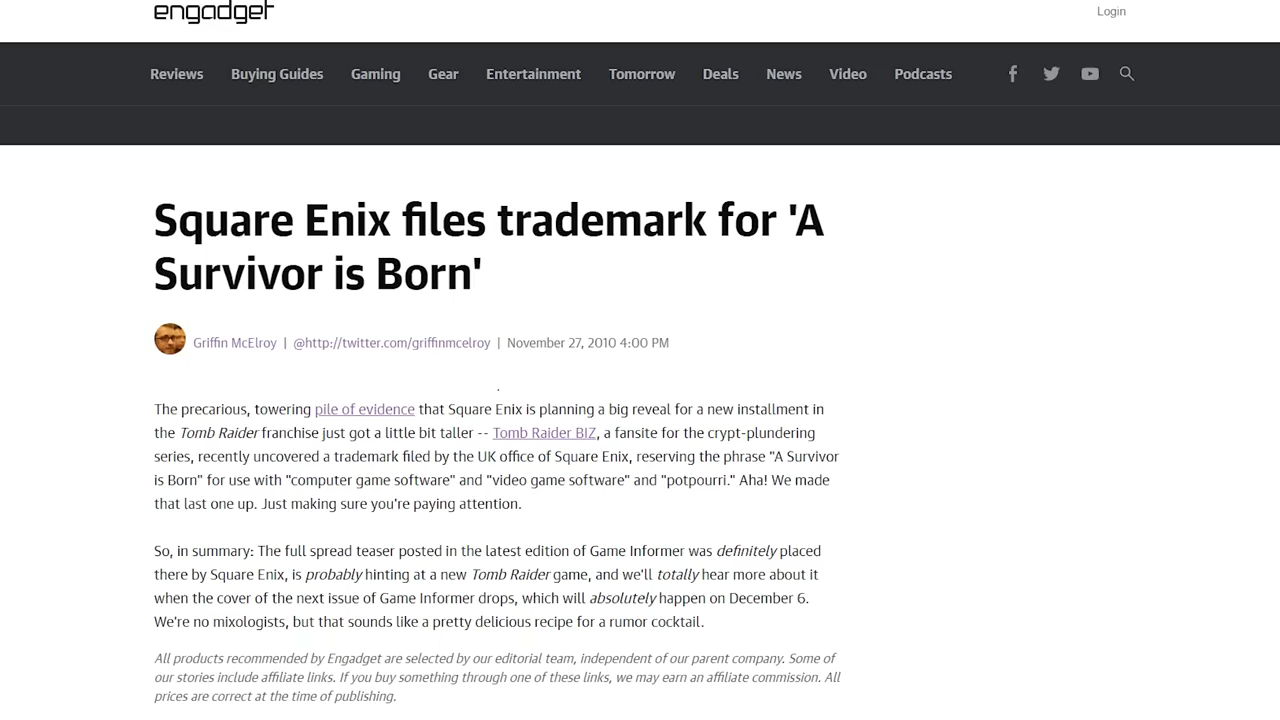 engadget
Login
Reviews Buying Guides Gaming Gear Entertainment Tomorrow Deals News Video Podcasts
Square Enix files trademark for 'A
Survivor is Born'
Griffin McElroy | @http://twitter.com/griffinmcelroy | November 27, 2010 4:00 PM
The precarious, towering pile of evidence that Square Enix is planning a big reveal for a new installment in
the Tomb Raider franchise just got a little bit taller -- Tomb Raider BIZ, a fansite for the crypt-plundering
series, recently uncovered a trademark filed by the UK office of Square Enix, reserving the phrase "A Survivor
is Born" for use with "computer game software" and "video game software" and "potpourri." Aha! We made
that last one up. Just making sure you're paying attention.
So, in summary: The full spread teaser posted in the latest edition of Game Informer was definitely placed
there by Square Enix, is probably hinting at a new Tomb Raider game, and we'll totally hear more about it
when the cover of the next issue of Game Informer drops, which will absolutely happen on December 6.
We're no mixologists, but that sounds like a pretty delicious recipe for a rumor cocktail.
All products recommended by Engadget are selected by our editorial team, independent of our parent company. Some of
our stories include affiliate links. If you buy something through one of these links, we may earn an affiliate commission. All
prices are correct at the time of publishing.